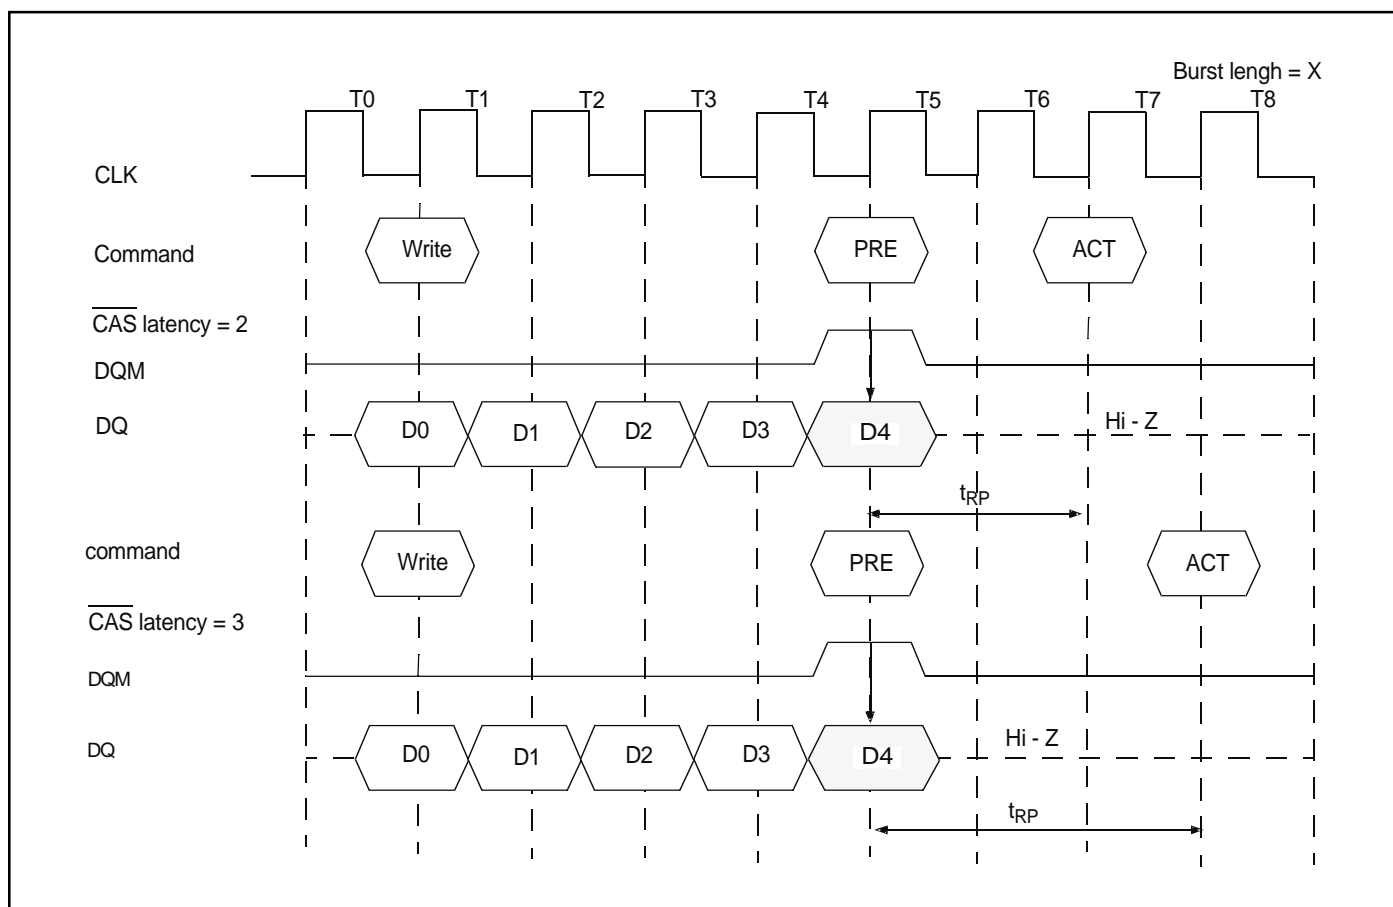 Burst lengh = X
T0 T1 T2 T3 T4 T5 T6 T7 T8
CLK
Command Write PRE ACT
CAS latency = 2
DQM
DQ D0 D1 D2 D3 D4 Hi - Z
tRP
command Write PRE ACT
CAS latency = 3
DQM
DQ D0 D1 D2 D3 D4 Hi - Z
tRP